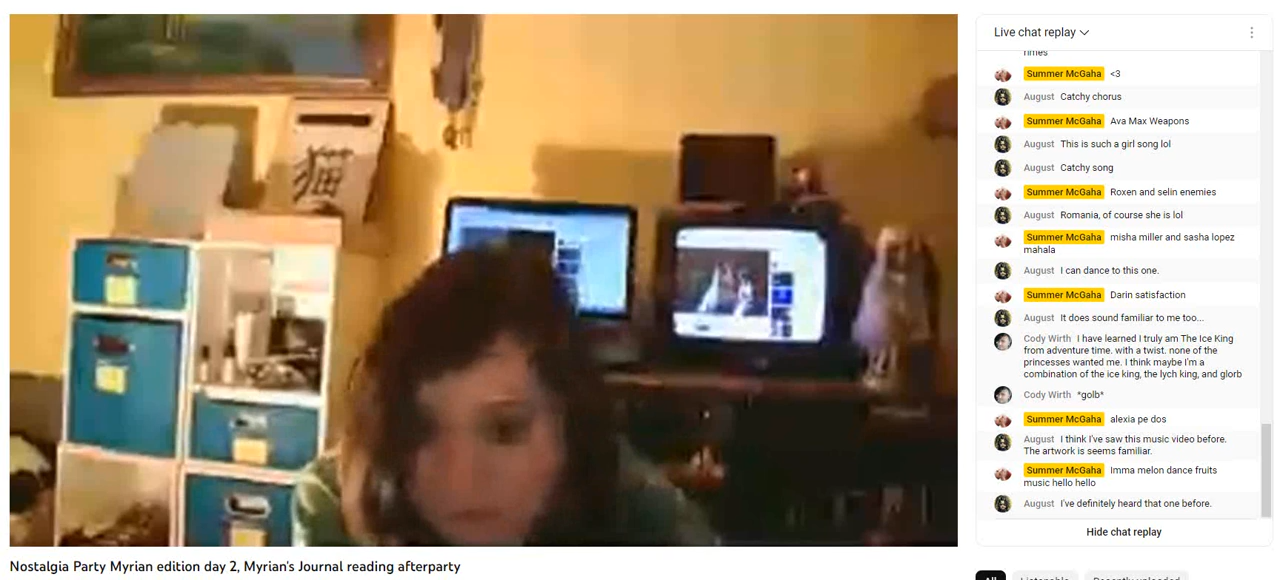 猫
Nostalgia Party Myrian edition day 2, Myrian's Journal reading afterparty
Live chat replay
times
Summer McGaha <3
August Catchy chorus
Summer McGaha Ava Max Weapons
August This is such a girl song lol
August Catchy song
Summer McGaha Roxen and selin enemies
August Romania, of course she is lol
Summer McGaha misha miller and sasha lopez
mahala
August I can dance to this one.
Summer McGaha Darin satisfaction
August It does sound familiar to me too...
Cody Wirth I have learned I truly am The Ice King
from adventure time. with a twist. none of the
princesses wanted me. I think maybe I'm a
combination of the ice king, the lych king, and glorb
Cody Wirth *golb*
Summer McGaha alexia pe dos
August I think I've saw this music video before.
The artwork is seems familiar.
Summer McGaha Imma melon dance fruits
music hello hello
August I've definitely heard that one before.
Hide chat replay
All
Listenable
Recently uploaded